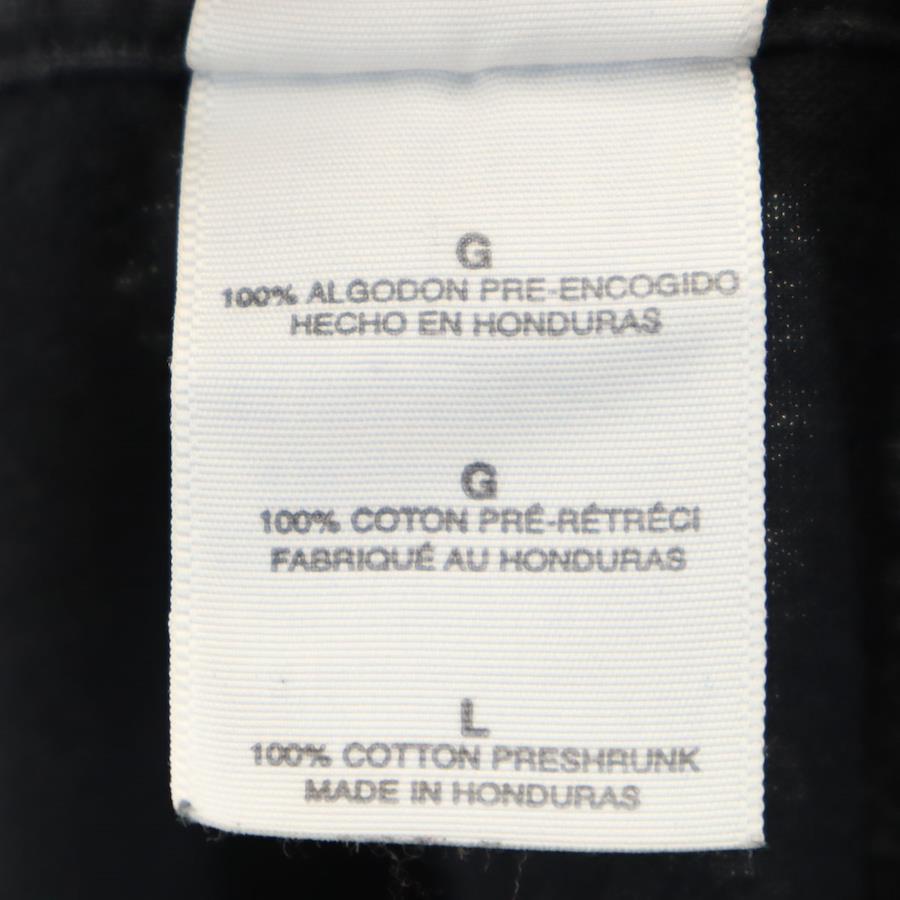 G
100% ALGODON PRE-ENCOGIDO
HECHO EN HONDURAS
G
100% COTON PRÉ-RÉTRÉCI
FABRIQUÉ AU HONDURAS
L
100% COTTON PRESHRUNK
MADE IN HONDURAS